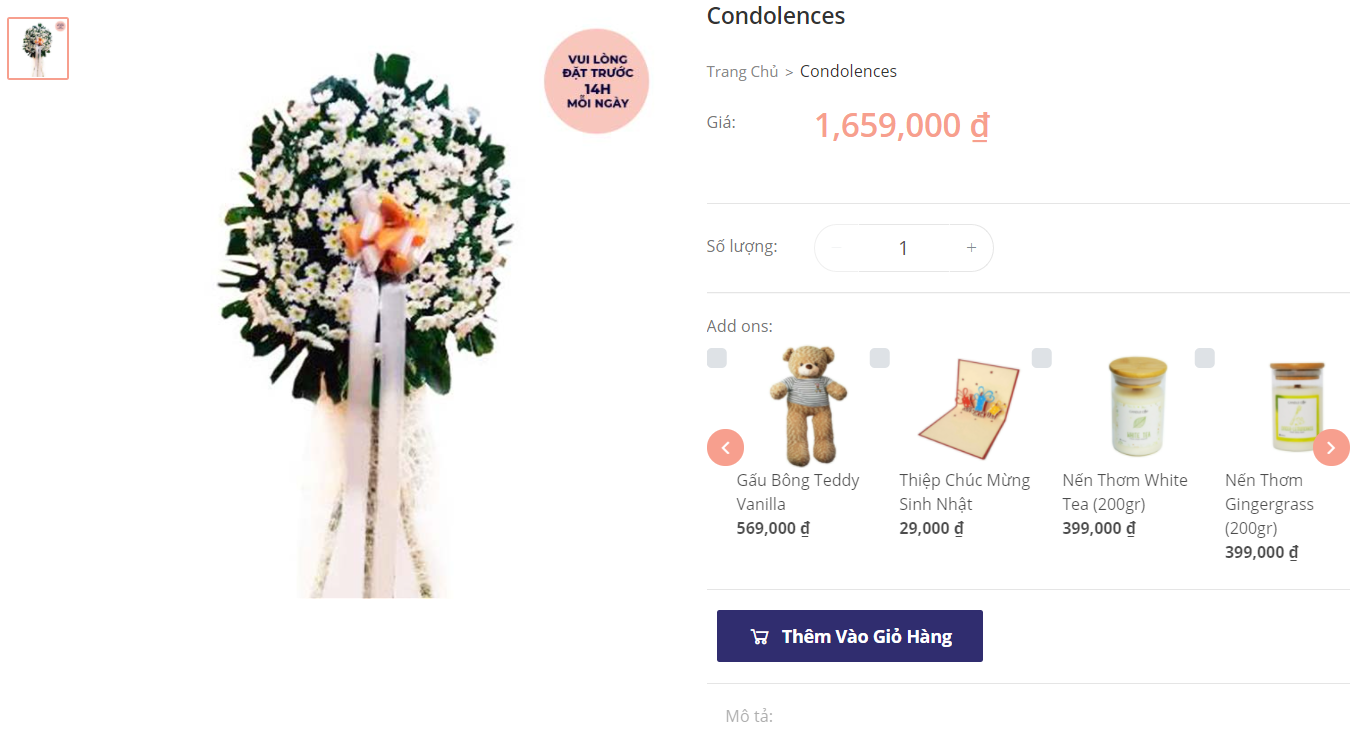 VUI LÒNG
ĐẶT TRƯỚC
14H
MỖI NGÀY
Condolences
Trang Chủ > Condolences
Giá: 1,659,000 ₫
Số lượng: − 1 +
Add ons:
Gấu Bông Teddy
Vanilla
569,000 ₫
Thiệp Chúc Mừng
Sinh Nhật
29,000 ₫
WHITE TEA
Nến Thơm White
Tea (200gr)
399,000 ₫
Nến Thơm
Gingergrass
(200gr)
399,000 ₫
Thêm Vào Giỏ Hàng
Mô tả: